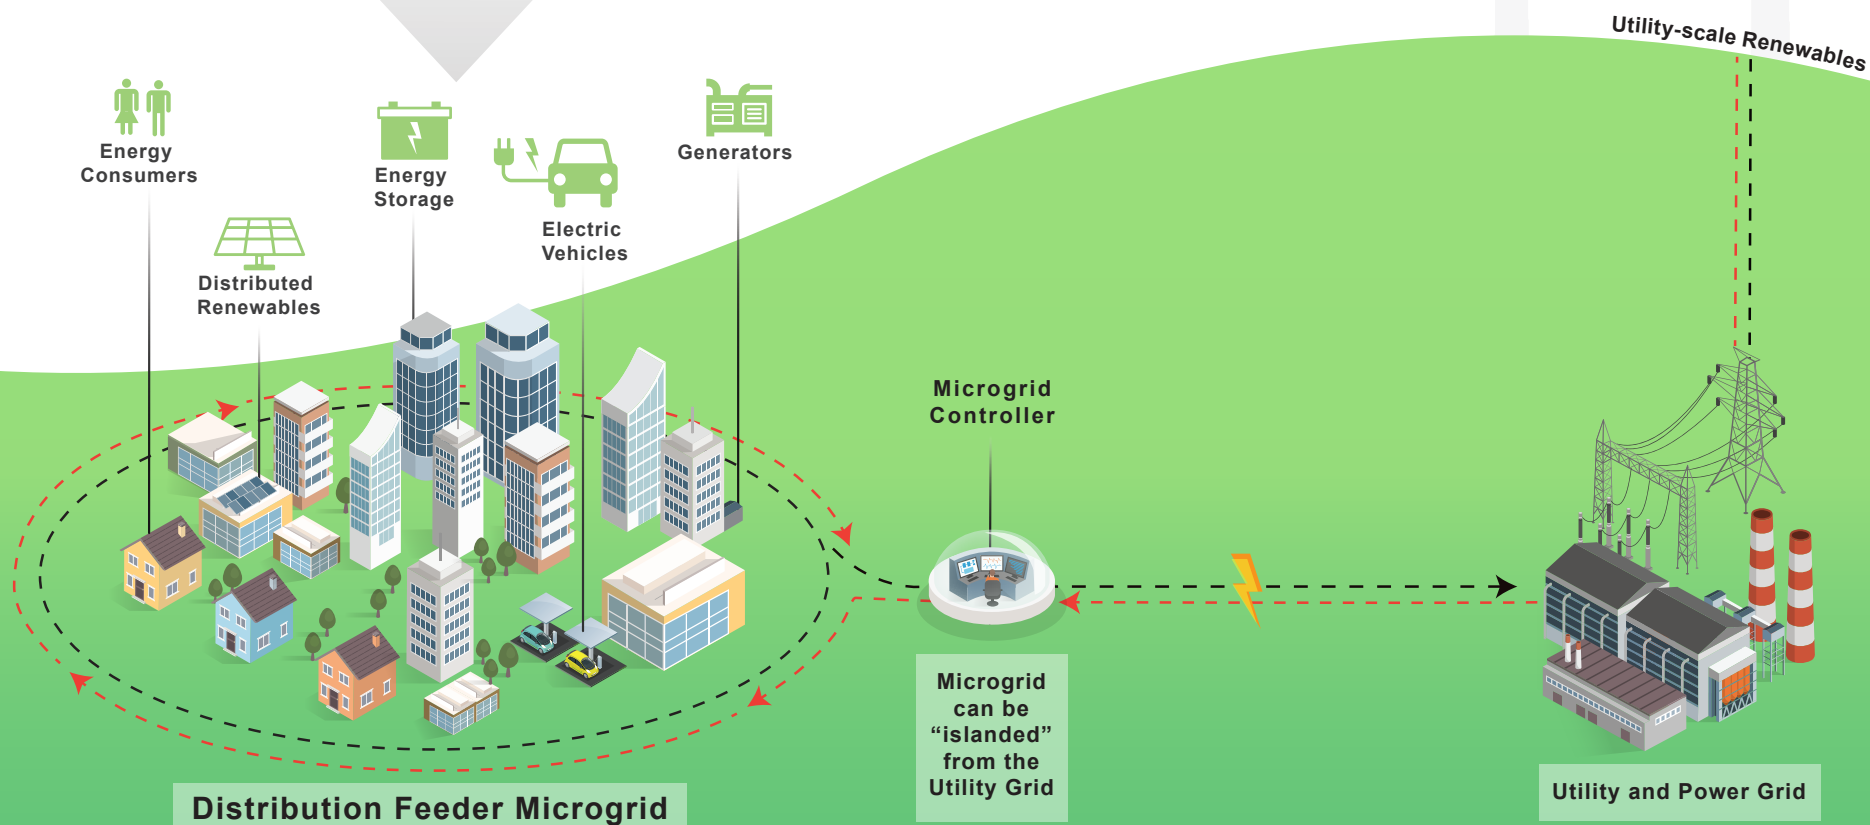 Utility-scale Renewables
Energy
Consumers
Distributed
Renewables
Energy
Storage
Electric
Vehicles
Generators
Microgrid
Controller
Microgrid
can be
“islanded”
from the
Utility Grid
Distribution Feeder Microgrid
Utility and Power Grid